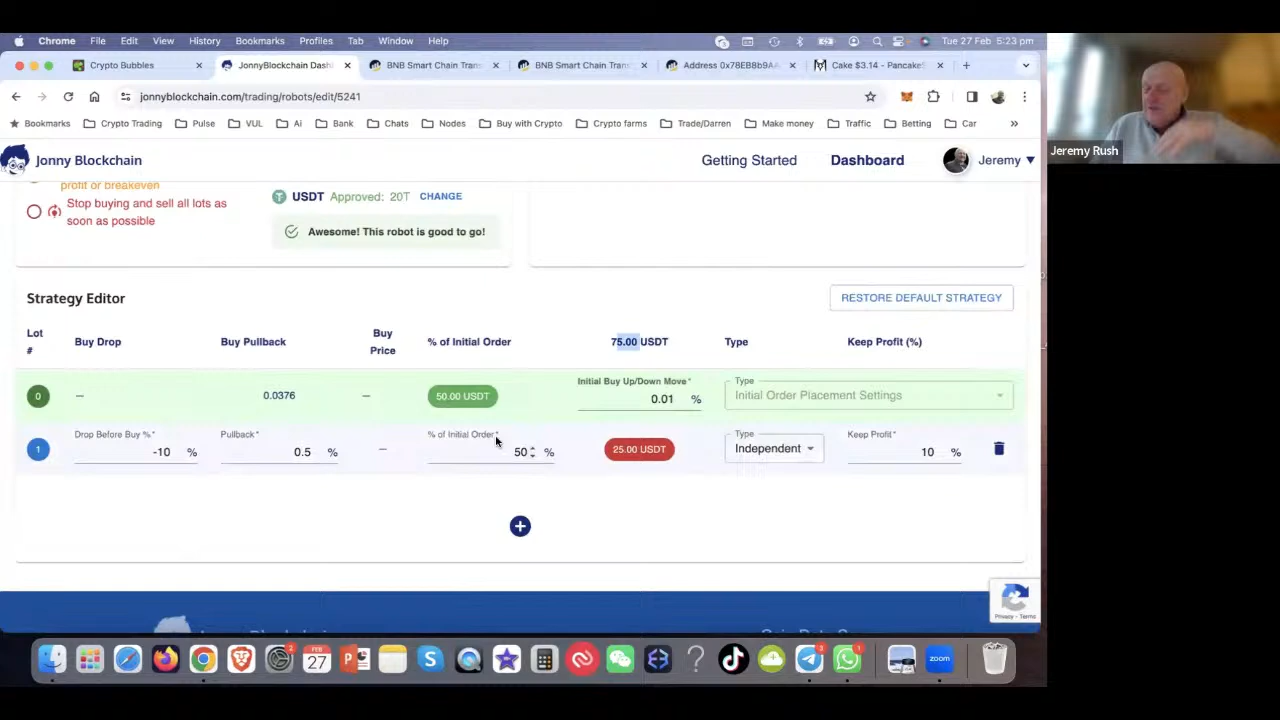 Chrome File Edit View History Bookmarks Profiles Tab Window Help
Tue 27 Feb 5:23 pm
Crypto Bubbles
JonnyBlockchain Dash
BNB Smart Chain Trans
BNB Smart Chain Trans
Address 0x78EB8b9AA
Cake $3.14 - PancakeS
jonnyblockchain.com/trading/robots/edit/5241
Bookmarks Crypto Trading Pulse VUL Ai Bank Chats Nodes Buy with Crypto Crypto farms Trade/Darren Make money Traffic Betting Car »
Jeremy Rush
Jonny Blockchain
Getting Started
Dashboard
Jeremy
profit or breakeven
Stop buying and sell all lots as
soon as possible
USDT Approved: 20T CHANGE
Awesome! This robot is good to go!
Strategy Editor
RESTORE DEFAULT STRATEGY
Lot
#
Buy Drop
Buy Pullback
Buy
Price
% of Initial Order
75.00 USDT
Type
Keep Profit (%)
0
–
0.0376
–
50.00 USDT
Initial Buy Up/Down Move*
0.01 %
Type
Initial Order Placement Settings
1
Drop Before Buy %*
-10 %
Pullback*
0.5 %
–
% of Initial Order*
50 %
25.00 USDT
Type
Independent
Keep Profit*
10 %
Privacy - Terms
FEB
27
zoom